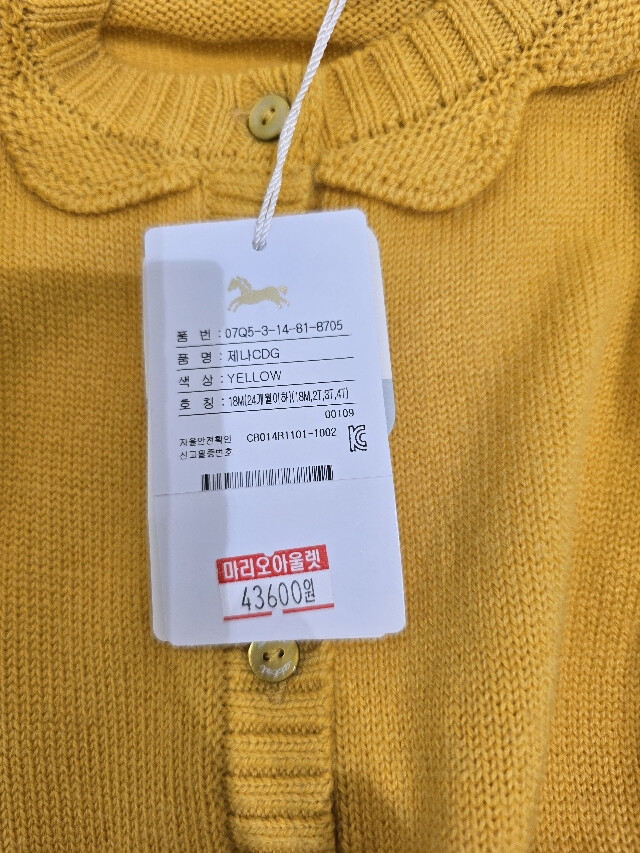 품 번 : 07Q5-3-14-81-8705
품 명 : 제나CDG
색 상 : YELLOW
호 칭 : 18M(24개월이하)(18M,2T,3T,4T)
00109
자율안전확인 CB014R1101-1002
신고필증번호
마리오아울렛
43600원